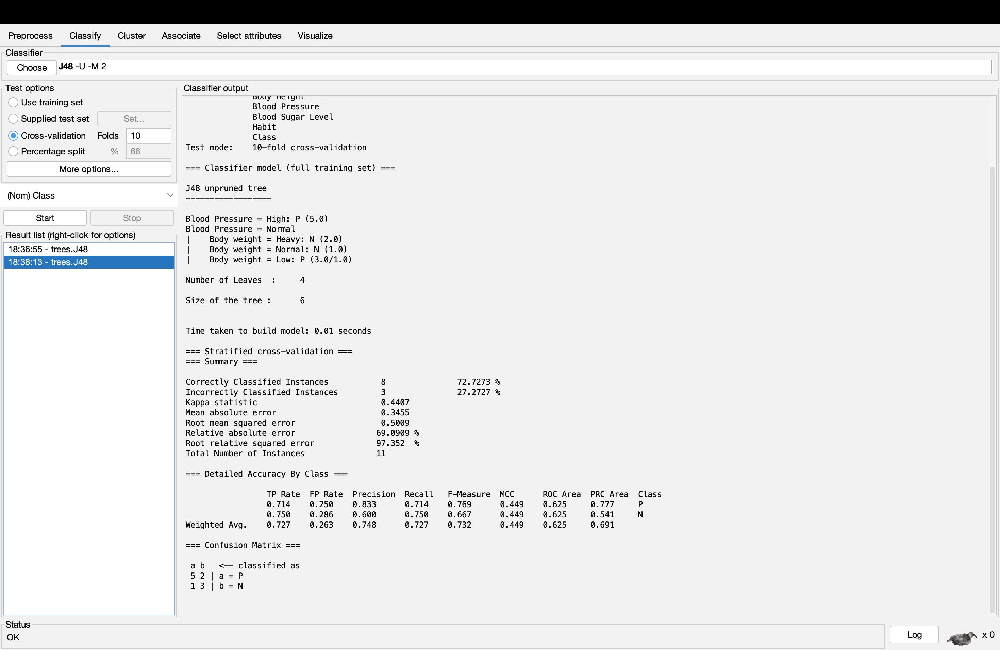 Preprocess Classify Cluster Associate Select attributes Visualize
Classifier
Choose J48 -U -M 2
Test options
Use training set
Supplied test set Set...
Cross-validation Folds 10
Percentage split % 66
More options...
(Nom) Class
Start Stop
Result list (right-click for options)
18:36:55 - trees.J48
18:38:13 - trees.J48
Classifier output
Body Height
Blood Pressure
Blood Sugar Level
Habit
Class
Test mode: 10-fold cross-validation
=== Classifier model (full training set) ===
J48 unpruned tree
------------------
Blood Pressure = High: P (5.0)
Blood Pressure = Normal
| Body weight = Heavy: N (2.0)
| Body weight = Normal: N (1.0)
| Body weight = Low: P (3.0/1.0)
Number of Leaves : 4
Size of the tree : 6
Time taken to build model: 0.01 seconds
=== Stratified cross-validation ===
=== Summary ===
Correctly Classified Instances 8 72.7273 %
Incorrectly Classified Instances 3 27.2727 %
Kappa statistic 0.4407
Mean absolute error 0.3455
Root mean squared error 0.5009
Relative absolute error 69.0909 %
Root relative squared error 97.352 %
Total Number of Instances 11
=== Detailed Accuracy By Class ===
TP Rate FP Rate Precision Recall F-Measure MCC ROC Area PRC Area Class
0.714 0.250 0.833 0.714 0.769 0.449 0.625 0.777 P
0.750 0.286 0.600 0.750 0.667 0.449 0.625 0.541 N
Weighted Avg. 0.727 0.263 0.748 0.727 0.732 0.449 0.625 0.691
=== Confusion Matrix ===
a b <-- classified as
5 2 | a = P
1 3 | b = N
Status
OK
Log x 0